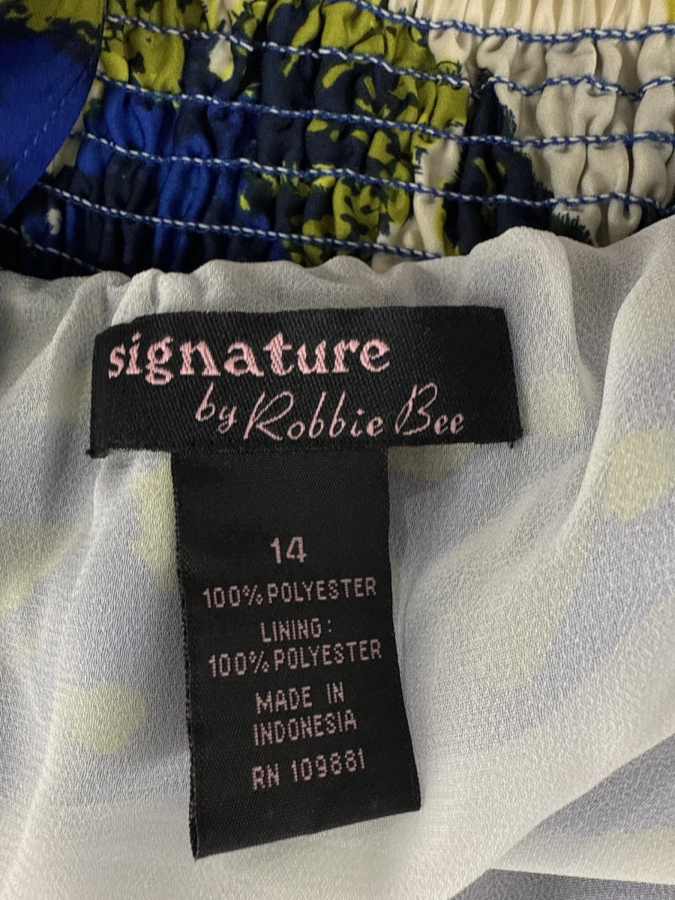 signature
by Robbie Bee
14
100% POLYESTER
LINING:
100% POLYESTER
MADE IN
INDONESIA
RN 109881